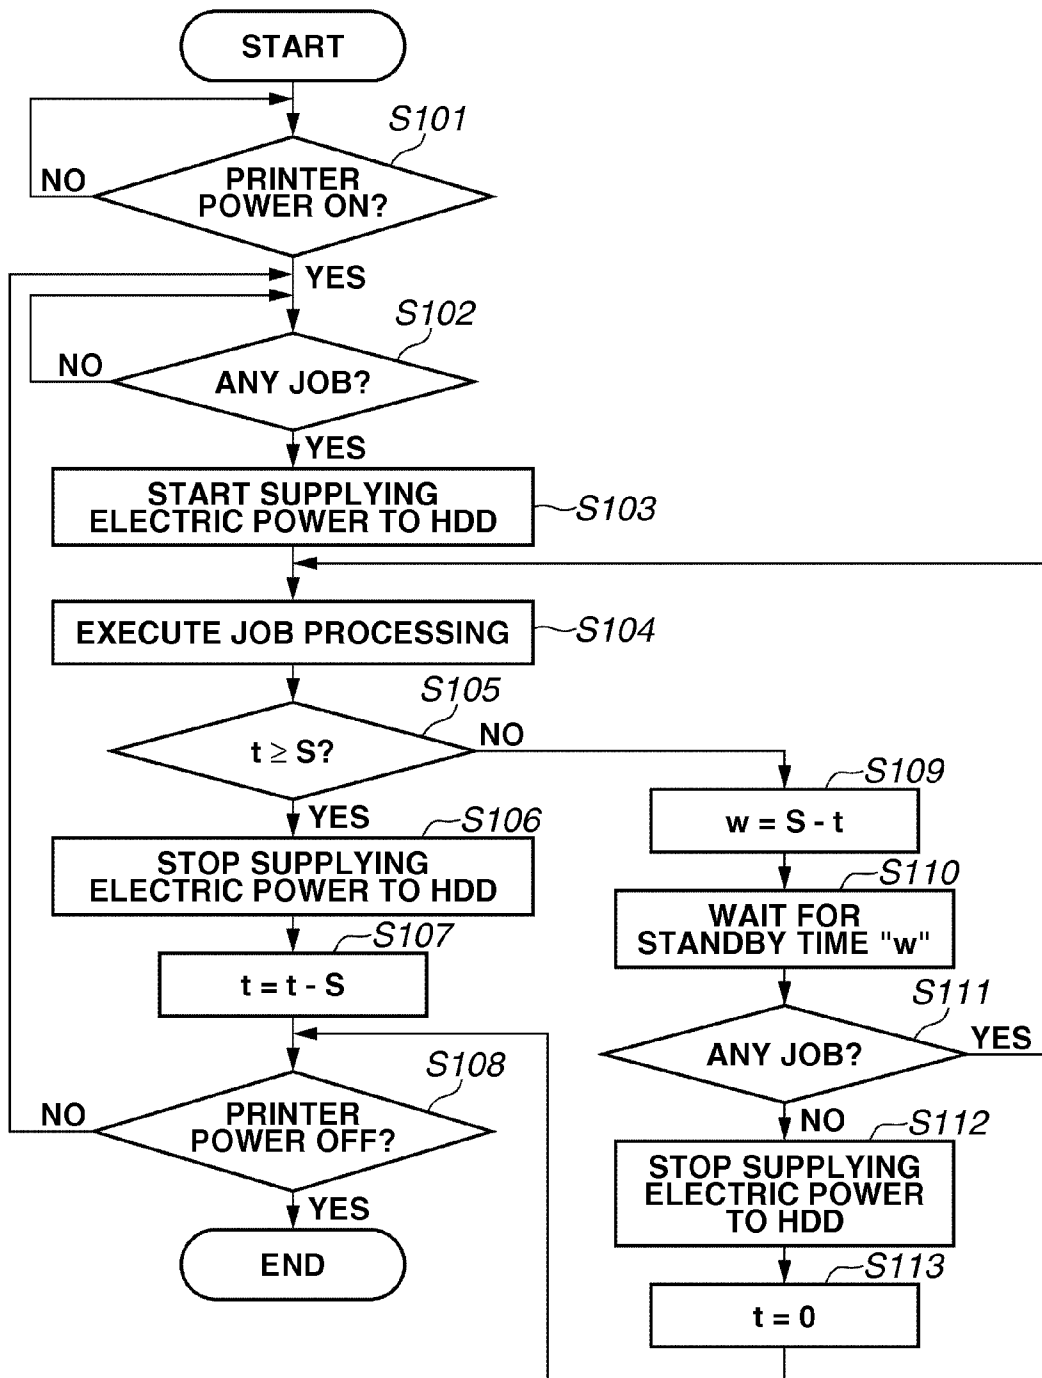 START
S101
NO
PRINTER
POWER ON?
YES
S102
NO
ANY JOB?
YES
START SUPPLYING
ELECTRIC POWER TO HDD
S103
EXECUTE JOB PROCESSING
S104
S105
t ≥ S?
NO
YES
S106
STOP SUPPLYING
ELECTRIC POWER TO HDD
S107
t = t - S
S108
NO
PRINTER
POWER OFF?
YES
END
S109
w = S - t
S110
WAIT FOR
STANDBY TIME "w"
S111
ANY JOB?
YES
NO
S112
STOP SUPPLYING
ELECTRIC POWER
TO HDD
S113
t = 0